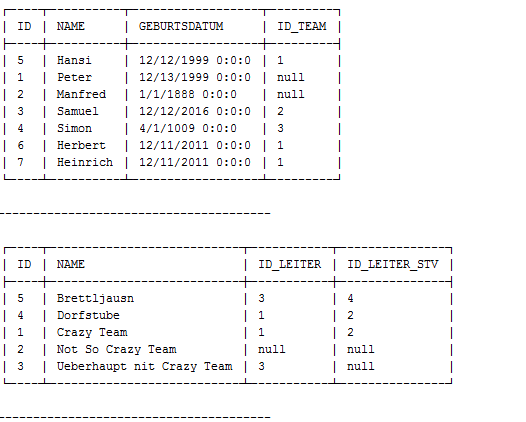 ID NAME GEBURTSDATUM ID_TEAM
5 Hansi 12/12/1999 0:0:0 1
1 Peter 12/13/1999 0:0:0 null
2 Manfred 1/1/1888 0:0:0 null
3 Samuel 12/12/2016 0:0:0 2
4 Simon 4/1/1009 0:0:0 3
6 Herbert 12/11/2011 0:0:0 1
7 Heinrich 12/11/2011 0:0:0 1
ID NAME ID_LEITER ID_LEITER_STV
5 Brettljausn 3 4
4 Dorfstube 1 2
1 Crazy Team 1 2
2 Not So Crazy Team null null
3 Ueberhaupt nit Crazy Team 3 null